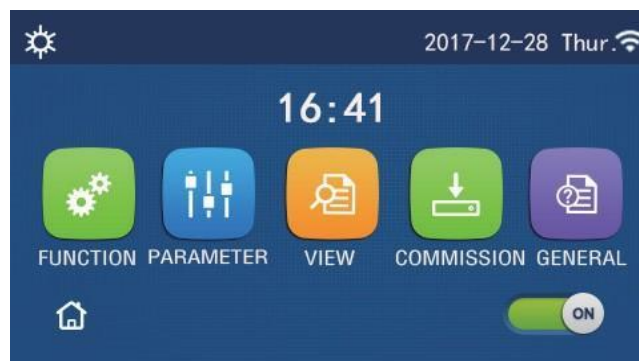 2017-12-28 Thur.
16:41
FUNCTION PARAMETER VIEW COMMISSION GENERAL
ON